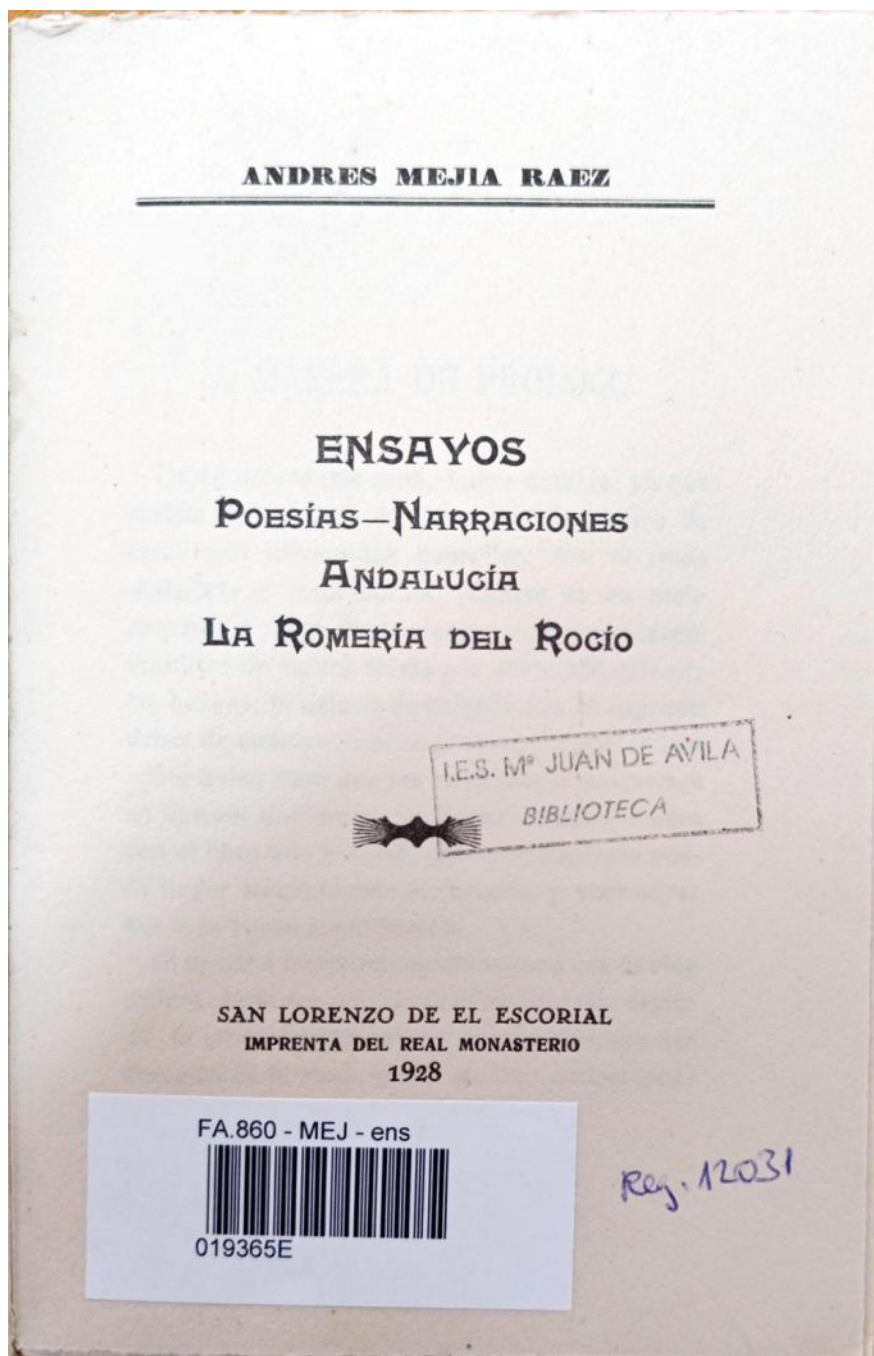 ANDRES MEJIA RAEZ
ENSAYOS
POESÍAS—NARRACIONES
ANDALUCÍA
LA ROMERÍA DEL ROCÍO
I.E.S. Mº JUAN DE AVILA
BIBLIOTECA
SAN LORENZO DE EL ESCORIAL
IMPRENTA DEL REAL MONASTERIO
1928
FA.860 - MEJ - ens
019365E
Reg. 12031